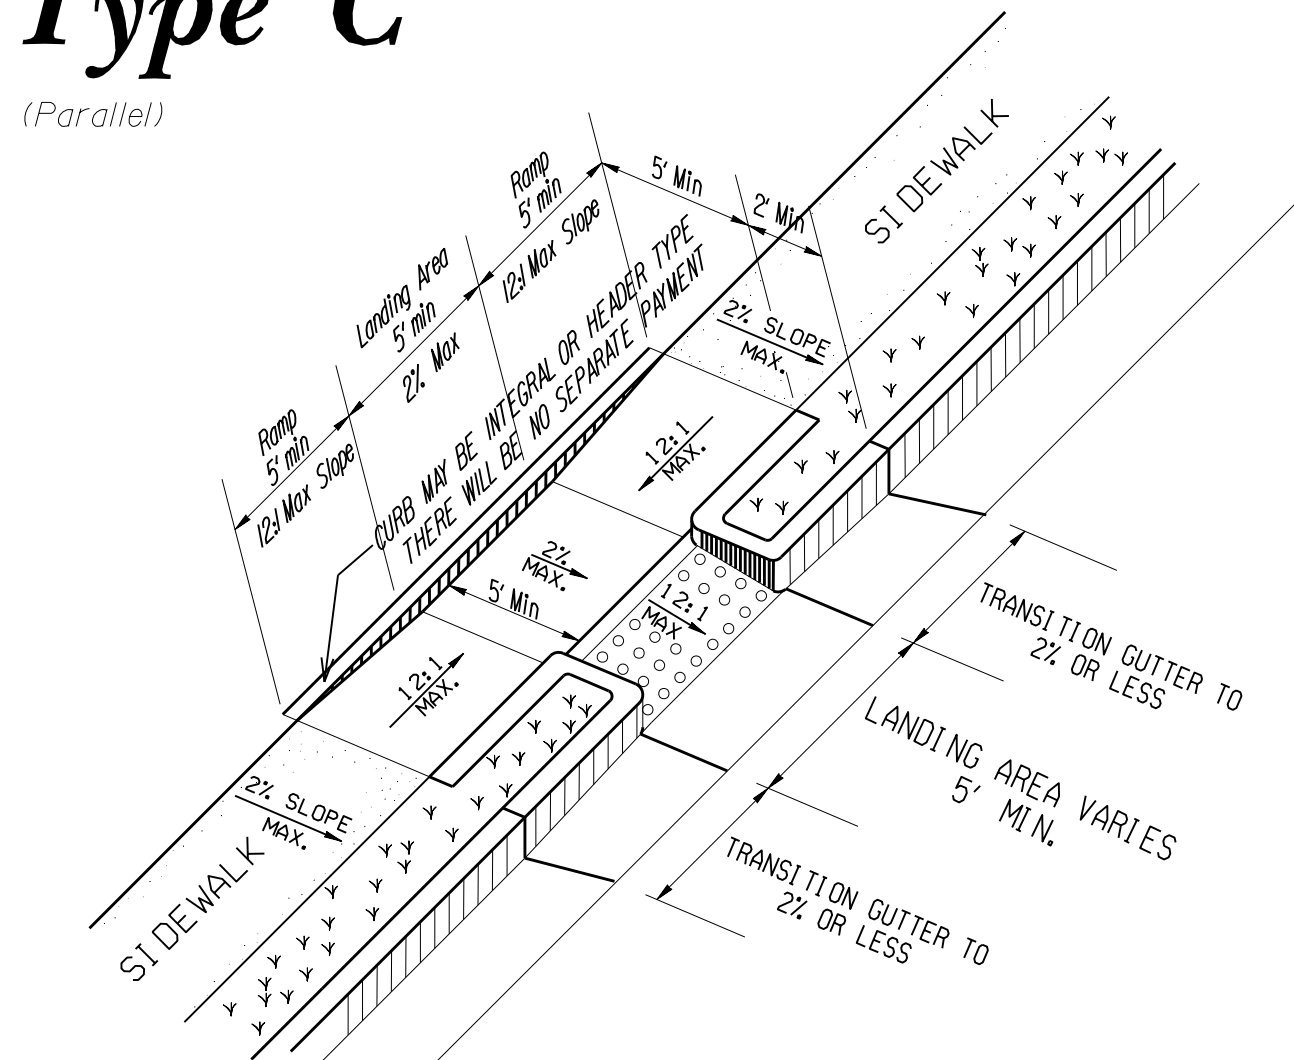 Type C
(Parallel)
Ramp
5' min
12:1 Max Slope
Landing Area
5' min
2% Max
Ramp
5' min
12:1 Max Slope
5' Min
2' Min
CURB MAY BE INTEGRAL OR HEADER TYPE
THERE WILL BE NO SEPARATE PAYMENT
SIDEWALK
2% SLOPE
MAX.
12:1
MAX.
2%
MAX.
5' Min
12:1
MAX
12:1
MAX.
2% SLOPE
MAX.
SIDEWALK
TRANSITION GUTTER TO
2% OR LESS
LANDING AREA VARIES
5' MIN.
TRANSITION GUTTER TO
2% OR LESS